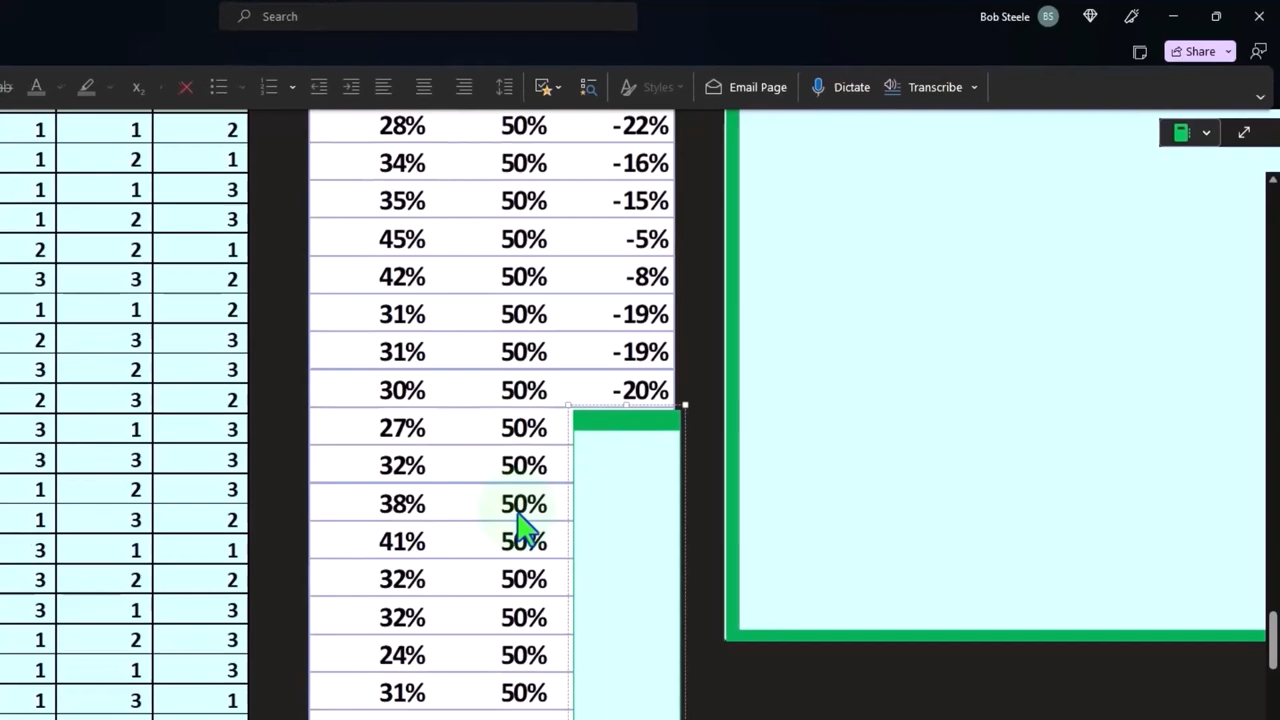 Search
Bob Steele BS
Share
ab A X₂ Styles Email Page Dictate Transcribe
1 1 2
1 2 1
1 1 3
1 2 3
2 2 1
3 3 2
1 1 2
2 3 3
3 2 3
2 3 2
3 1 3
3 3 3
1 2 3
1 3 2
3 1 1
3 2 2
3 1 3
1 2 3
1 1 3
1 3 1
28% 50% -22%
34% 50% -16%
35% 50% -15%
45% 50% -5%
42% 50% -8%
31% 50% -19%
31% 50% -19%
30% 50% -20%
27% 50%
32% 50%
38% 50%
41% 50%
32% 50%
32% 50%
24% 50%
31% 50%